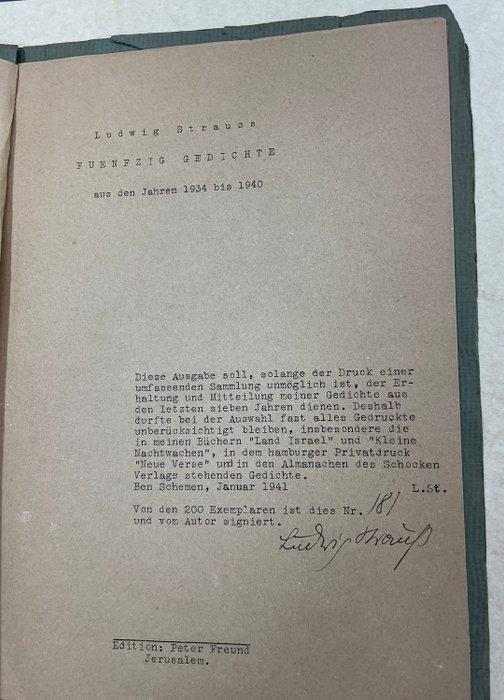 Ludwig Strauss
FUENFZIG GEDICHTE
aus den Jahren 1934 bis 1940
Diese Ausgabe soll, solange der Druck einer
umfassenden Sammlung unmöglich ist, der Er-
haltung und Mitteilung meiner Gedichte aus
den letzten sieben Jahren dienen. Deshalb
durfte bei der Auswahl fast alles Gedruckte
unberücksichtigt bleiben, insbesondere die
in meinen Büchern "Land Israel" und "Kleine
Nachtwachen", in dem hamburger Privatdruck
"Neue Verse" und in den Almanachen des Schocken
Verlags stehenden Gedichte.
Ben Schemen, Januar 1941 L.St.
Von den 200 Exemplaren ist dies Nr. 181
und vom Autor signiert.
Ludwig Strauß
Edition: Peter Freund
Jerusalem.